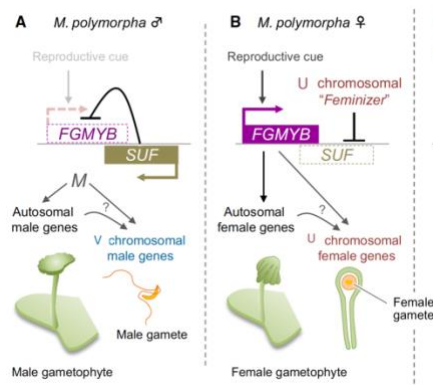 A M. polymorpha ♂
Reproductive cue
FGMYB
SUF
M
?
Autosomal
male genes
V chromosomal
male genes
Male gamete
Male gametophyte
B M. polymorpha ♀
Reproductive cue
U chromosomal
"Feminizer"
FGMYB
SUF
?
Autosomal
female genes
U chromosomal
female genes
Female
gamete
Female gametophyte